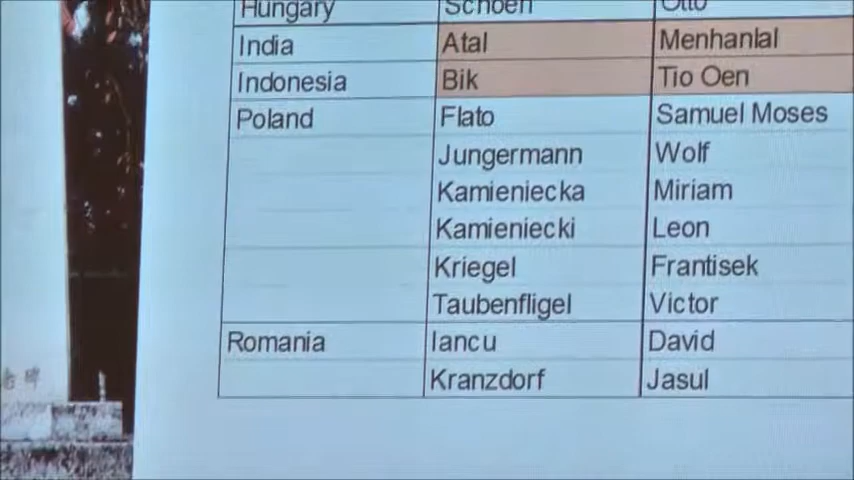 Hungary Schoen Otto
India Atal Menhanlal
Indonesia Bik Tio Oen
Poland Flato Samuel Moses
Jungermann Wolf
Kamieniecka Miriam
Kamieniecki Leon
Kriegel Frantisek
Taubenfligel Victor
Romania Iancu David
Kranzdorf Jasul